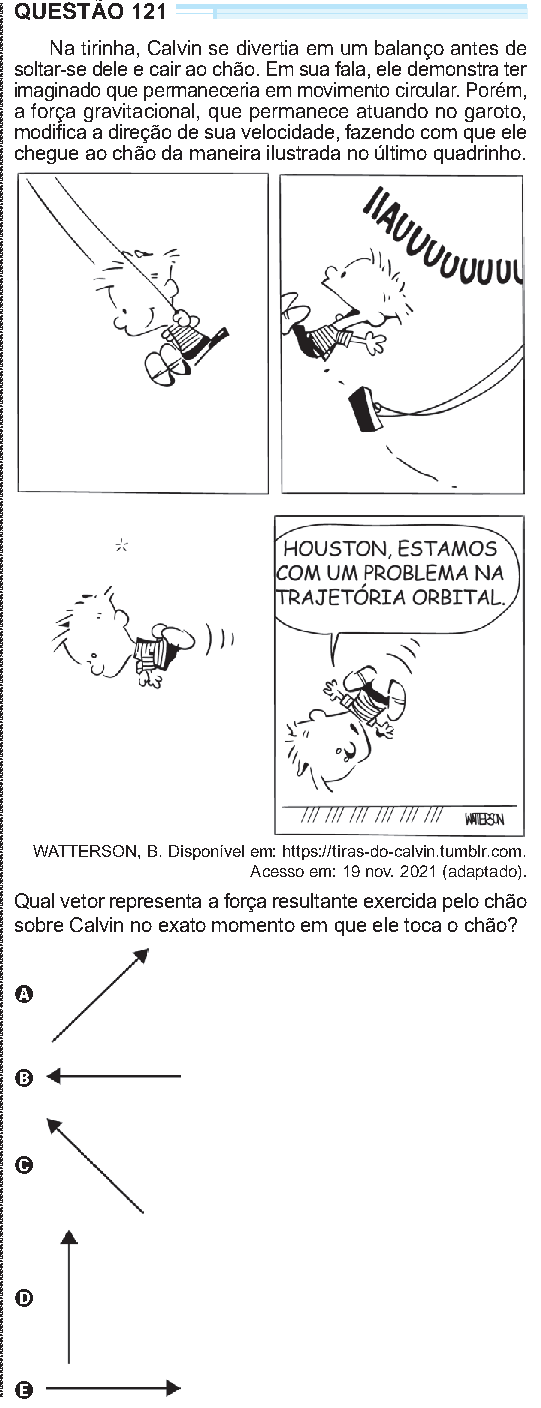 QUESTÃO 121
Na tirinha, Calvin se divertia em um balanço antes de
soltar-se dele e cair ao chão. Em sua fala, ele demonstra ter
imaginado que permaneceria em movimento circular. Porém,
a força gravitacional, que permanece atuando no garoto,
modifica a direção de sua velocidade, fazendo com que ele
chegue ao chão da maneira ilustrada no último quadrinho.
IIAUUUUUUUU
HOUSTON, ESTAMOS
COM UM PROBLEMA NA
TRAJETÓRIA ORBITAL.
WATTERSON
WATTERSON, B. Disponível em: https://tiras-do-calvin.tumblr.com.
Acesso em: 19 nov. 2021 (adaptado).
Qual vetor representa a força resultante exercida pelo chão
sobre Calvin no exato momento em que ele toca o chão?
A
B
C
D
E